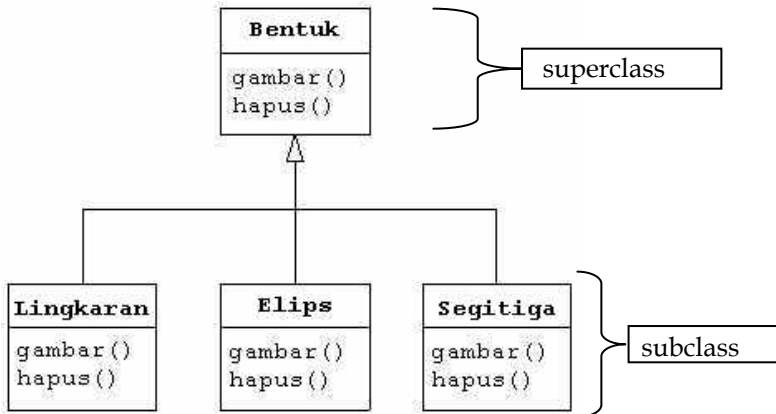 Bentuk
gambar()
hapus()
superclass
Lingkaran
gambar()
hapus()
Elips
gambar()
hapus()
Segitiga
gambar()
hapus()
subclass